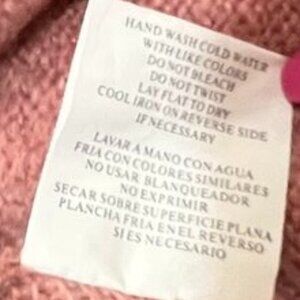 HAND WASH COLD WATER
WITH LIKE COLORS
DO NOT BLEACH
DO NOT TWIST
LAY FLAT TO DRY
COOL IRON ON REVERSE SIDE
IF NECESSARY
LAVAR A MANO CON AGUA
FRIA CON COLORES SIMILARES
NO USAR BLANQUEADOR
NO EXPRIMIR
SECAR SOBRE SUPERFICIE PLANA
PLANCHA FRIA EN EL REVERSO
SI ES NECESARIO